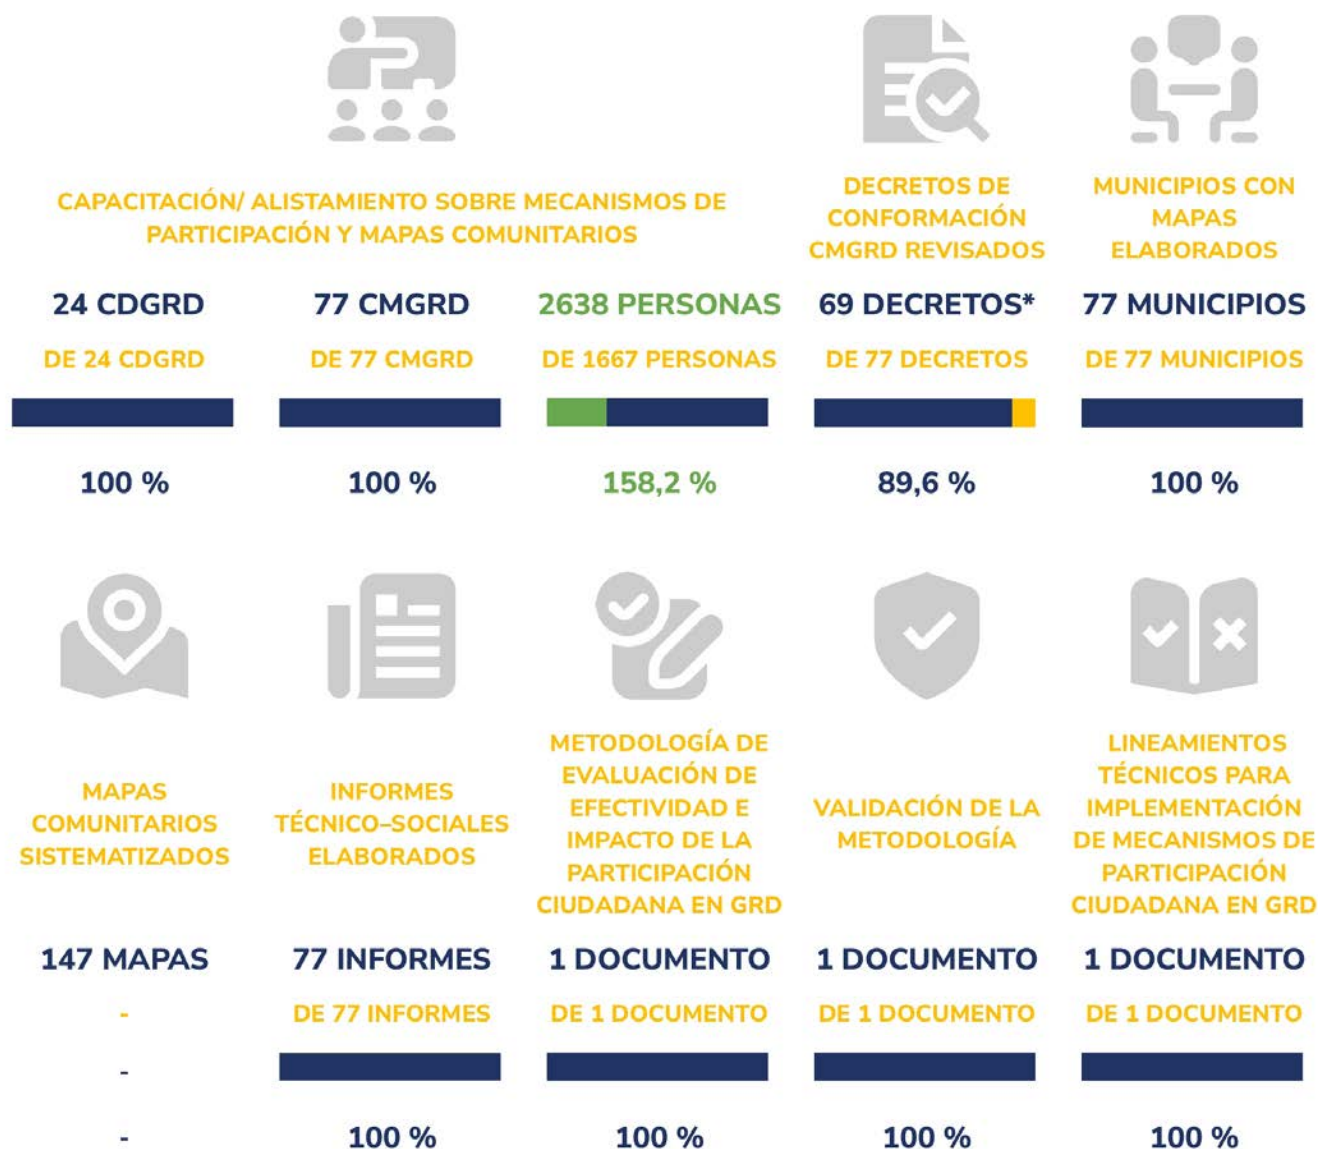 CAPACITACIÓN/ ALISTAMIENTO SOBRE MECANISMOS DE
PARTICIPACIÓN Y MAPAS COMUNITARIOS
24 CDGRD
DE 24 CDGRD
100 %
77 CMGRD
DE 77 CMGRD
100 %
2638 PERSONAS
DE 1667 PERSONAS
158,2 %
DECRETOS DE
CONFORMACIÓN
CMGRD REVISADOS
69 DECRETOS*
DE 77 DECRETOS
89,6 %
MUNICIPIOS CON
MAPAS
ELABORADOS
77 MUNICIPIOS
DE 77 MUNICIPIOS
100 %
MAPAS
COMUNITARIOS
SISTEMATIZADOS
147 MAPAS
-
-
-
INFORMES
TÉCNICO–SOCIALES
ELABORADOS
77 INFORMES
DE 77 INFORMES
100 %
METODOLOGÍA DE
EVALUACIÓN DE
EFECTIVIDAD E
IMPACTO DE LA
PARTICIPACIÓN
CIUDADANA EN GRD
1 DOCUMENTO
DE 1 DOCUMENTO
100 %
VALIDACIÓN DE LA
METODOLOGÍA
1 DOCUMENTO
DE 1 DOCUMENTO
100 %
LINEAMIENTOS
TÉCNICOS PARA
IMPLEMENTACIÓN
DE MECANISMOS DE
PARTICIPACIÓN
CIUDADANA EN GRD
1 DOCUMENTO
DE 1 DOCUMENTO
100 %